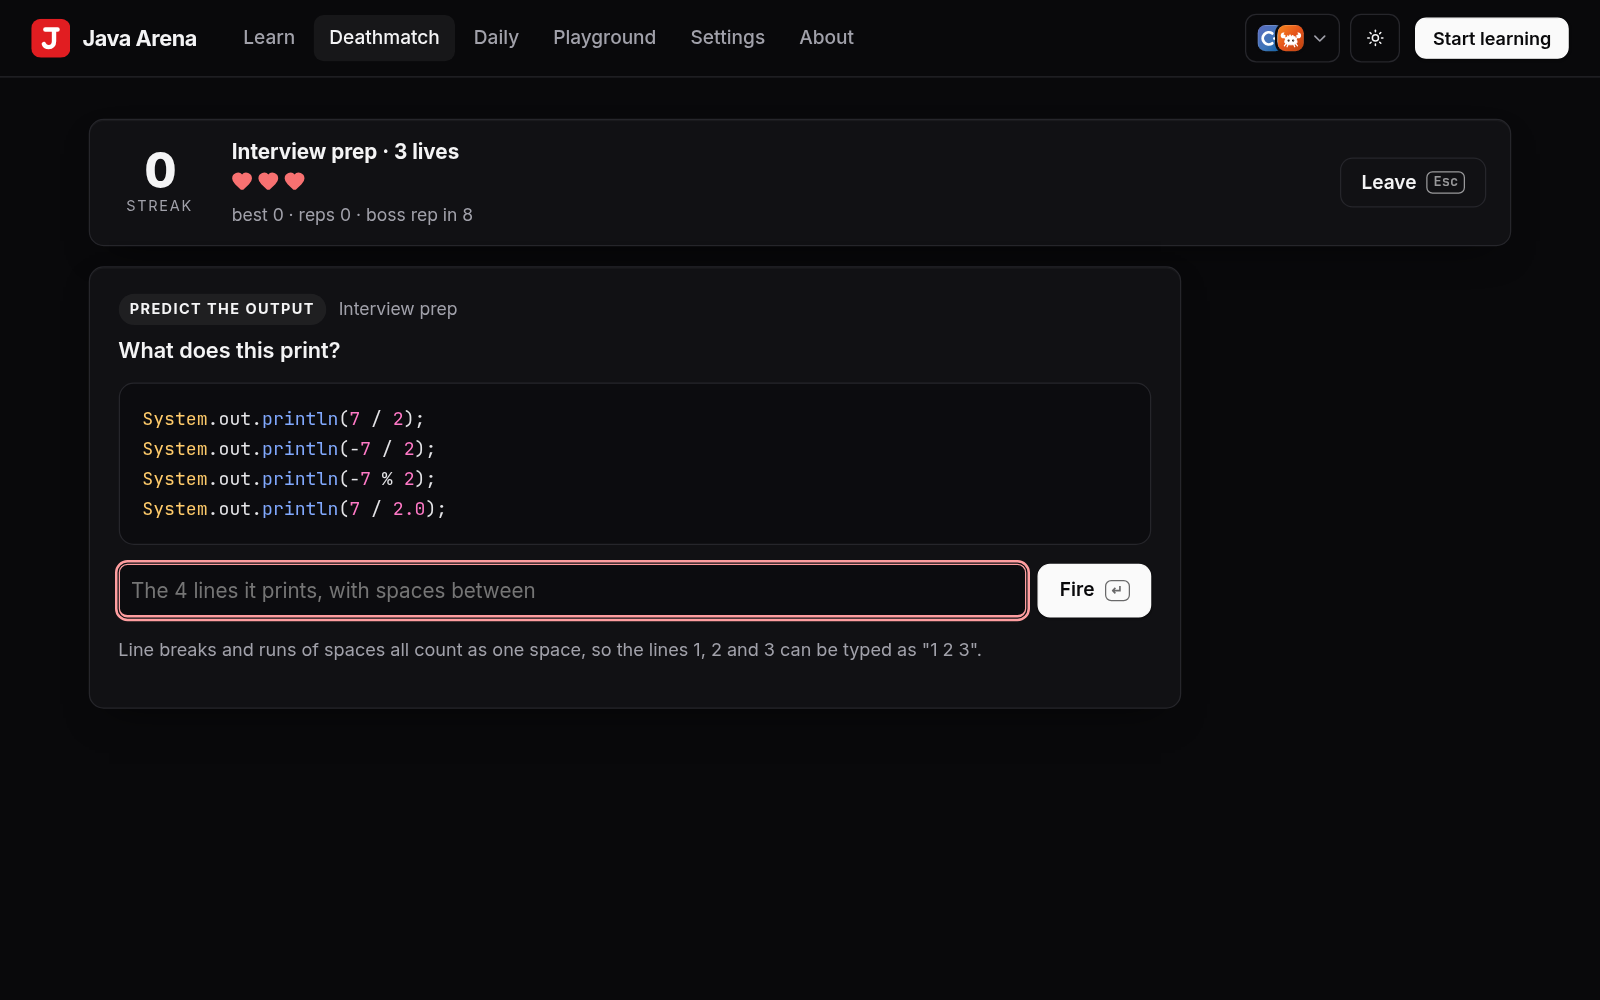 Java Arena Learn Deathmatch Daily Playground Settings About Start learning
0
STREAK
Interview prep · 3 lives
best 0 · reps 0 · boss rep in 8
Leave Esc
PREDICT THE OUTPUT Interview prep
What does this print?
System.out.println(7 / 2);
System.out.println(-7 / 2);
System.out.println(-7 % 2);
System.out.println(7 / 2.0);
The 4 lines it prints, with spaces between
Fire ↵
Line breaks and runs of spaces all count as one space, so the lines 1, 2 and 3 can be typed as "1 2 3".